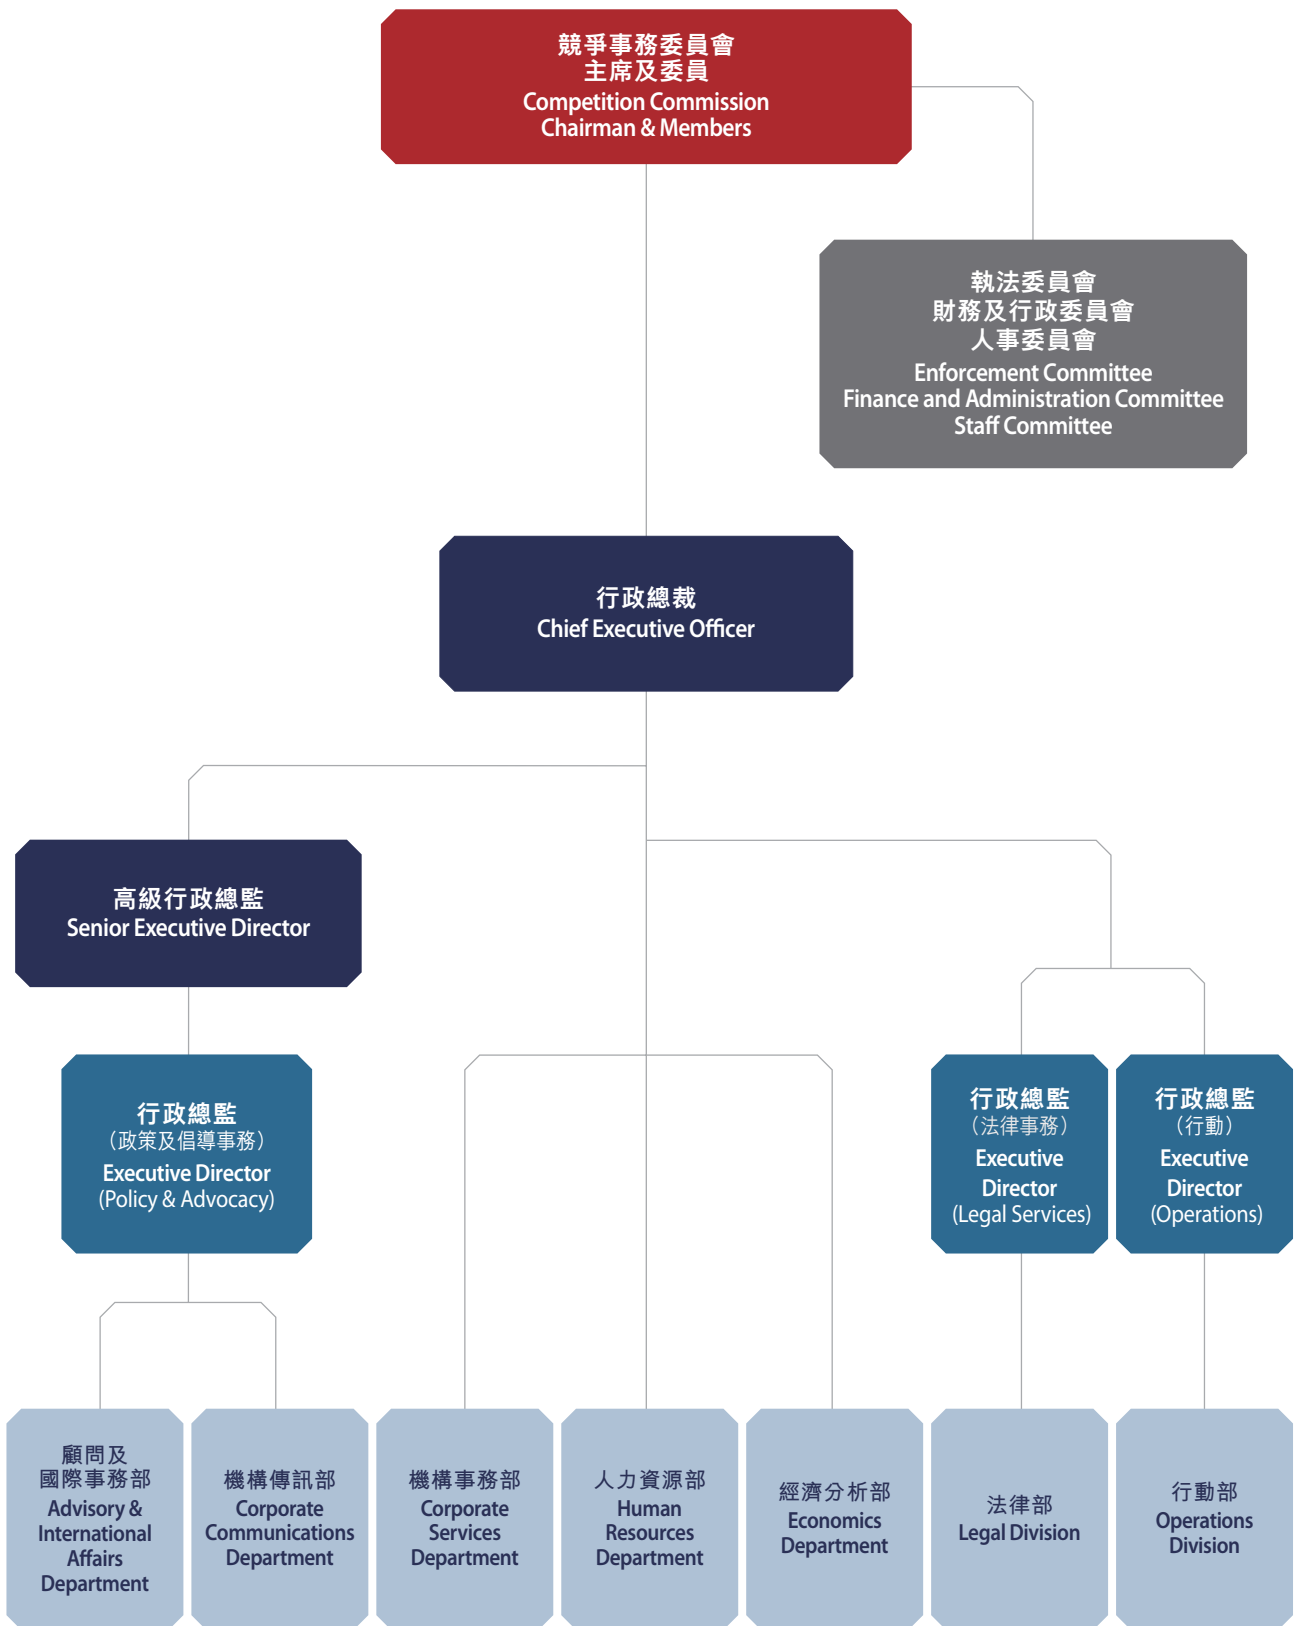 競爭事務委員會
主席及委員
Competition Commission
Chairman & Members
執法委員會
財務及行政委員會
人事委員會
Enforcement Committee
Finance and Administration Committee
Staff Committee
行政總裁
Chief Executive Officer
高級行政總監
Senior Executive Director
行政總監
（政策及倡導事務）
Executive Director
(Policy & Advocacy)
行政總監
（法律事務）
Executive
Director
(Legal Services)
行政總監
（行動）
Executive
Director
(Operations)
顧問及
國際事務部
Advisory &
International
Affairs
Department
機構傳訊部
Corporate
Communications
Department
機構事務部
Corporate
Services
Department
人力資源部
Human
Resources
Department
經濟分析部
Economics
Department
法律部
Legal Division
行動部
Operations
Division